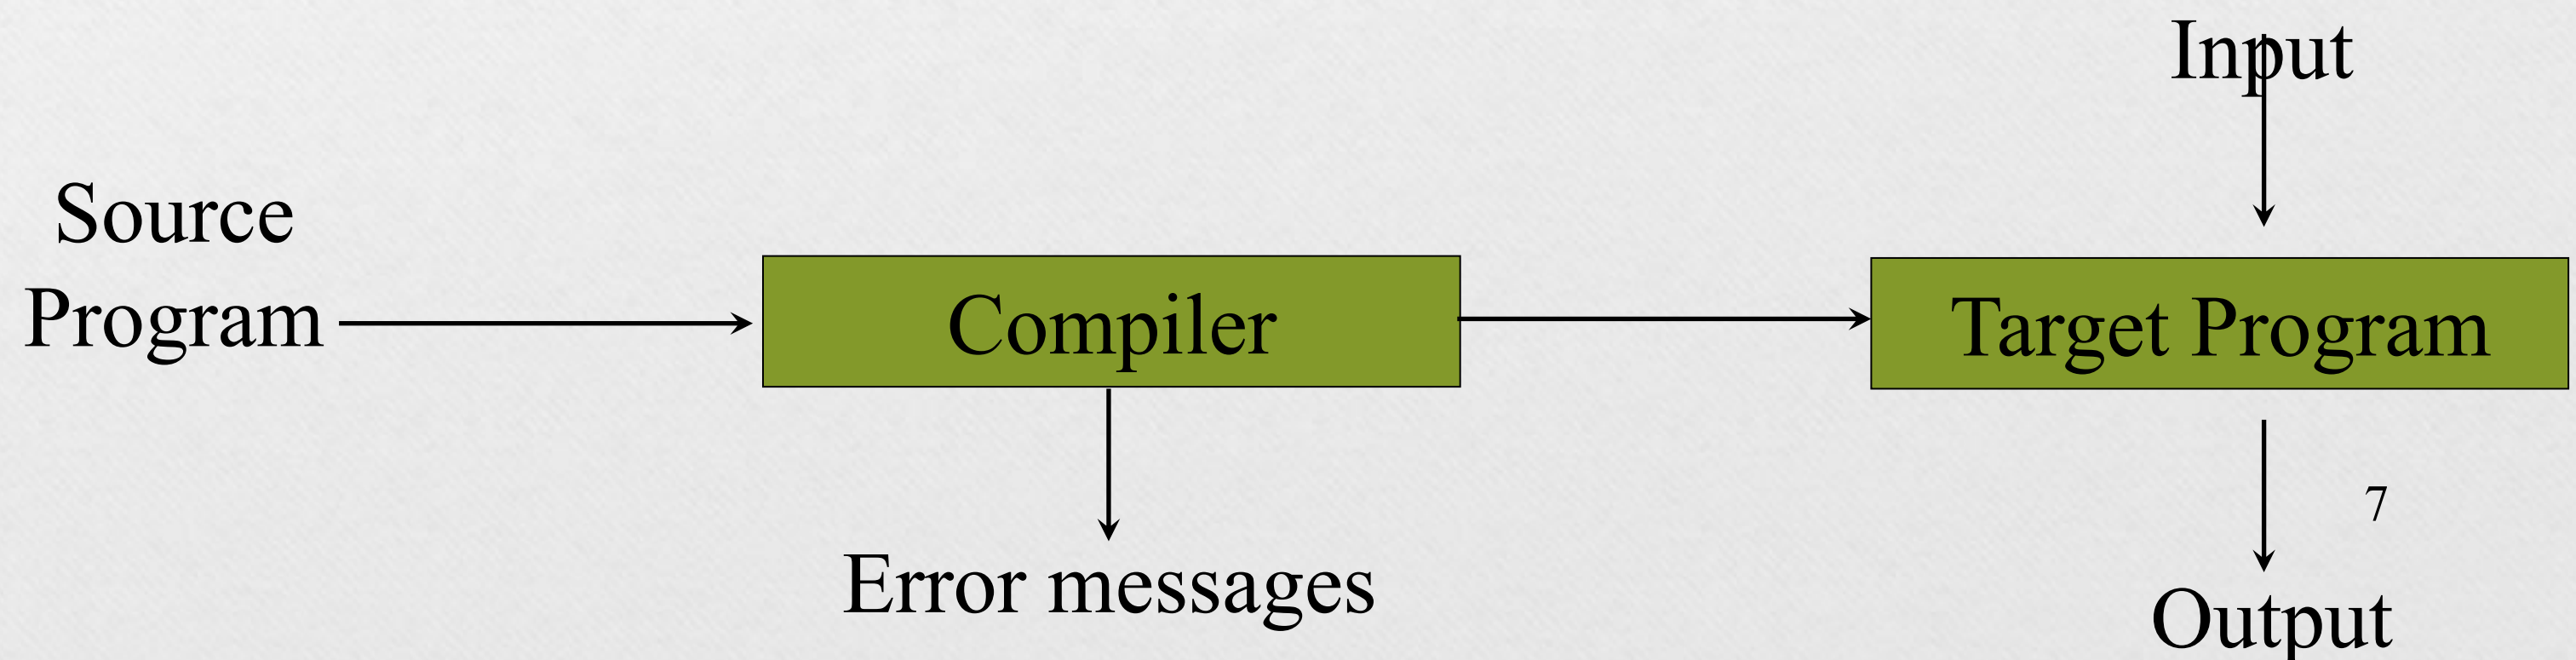 Input
Source
Program
Compiler
Target Program
7
Error messages
Output